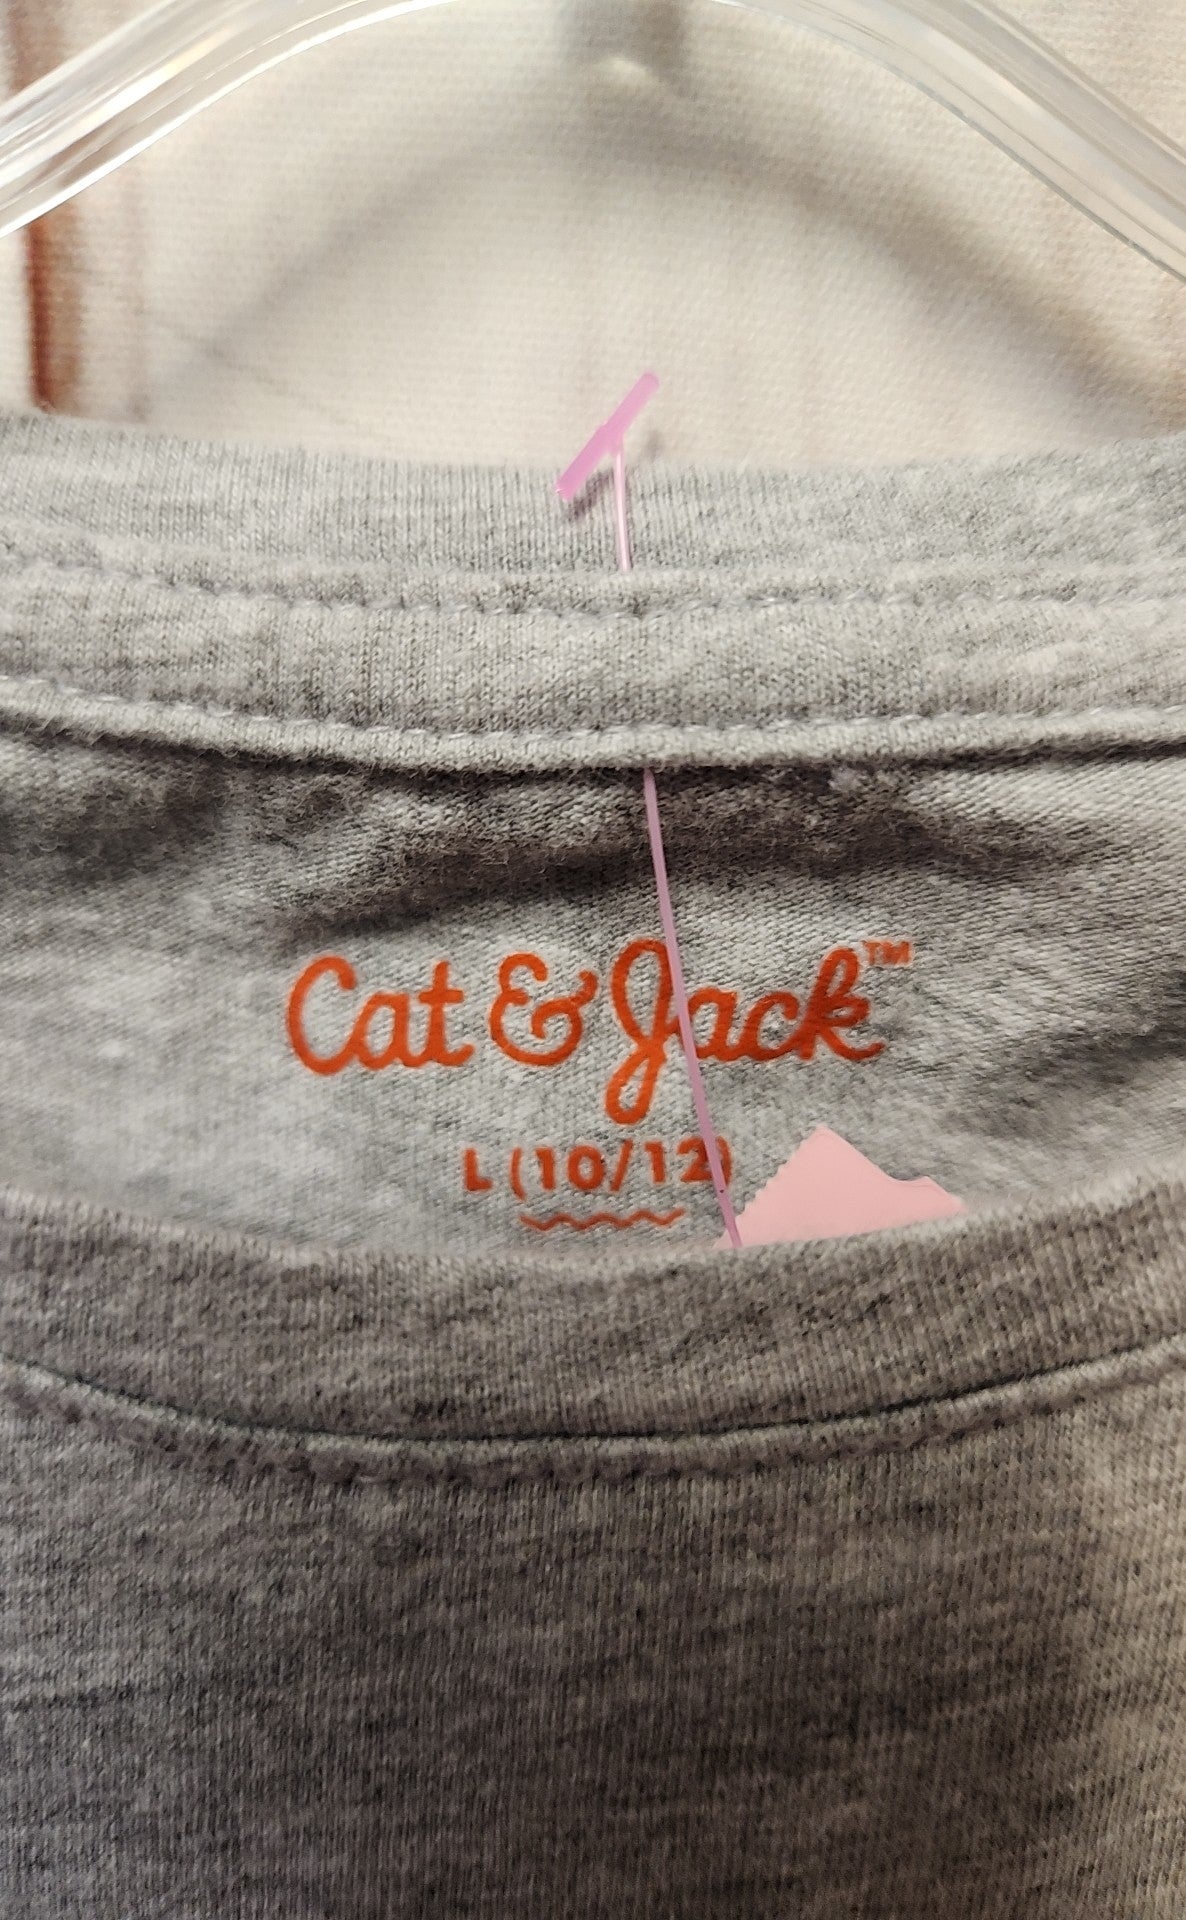 Cat & Jack™
L (10/12)